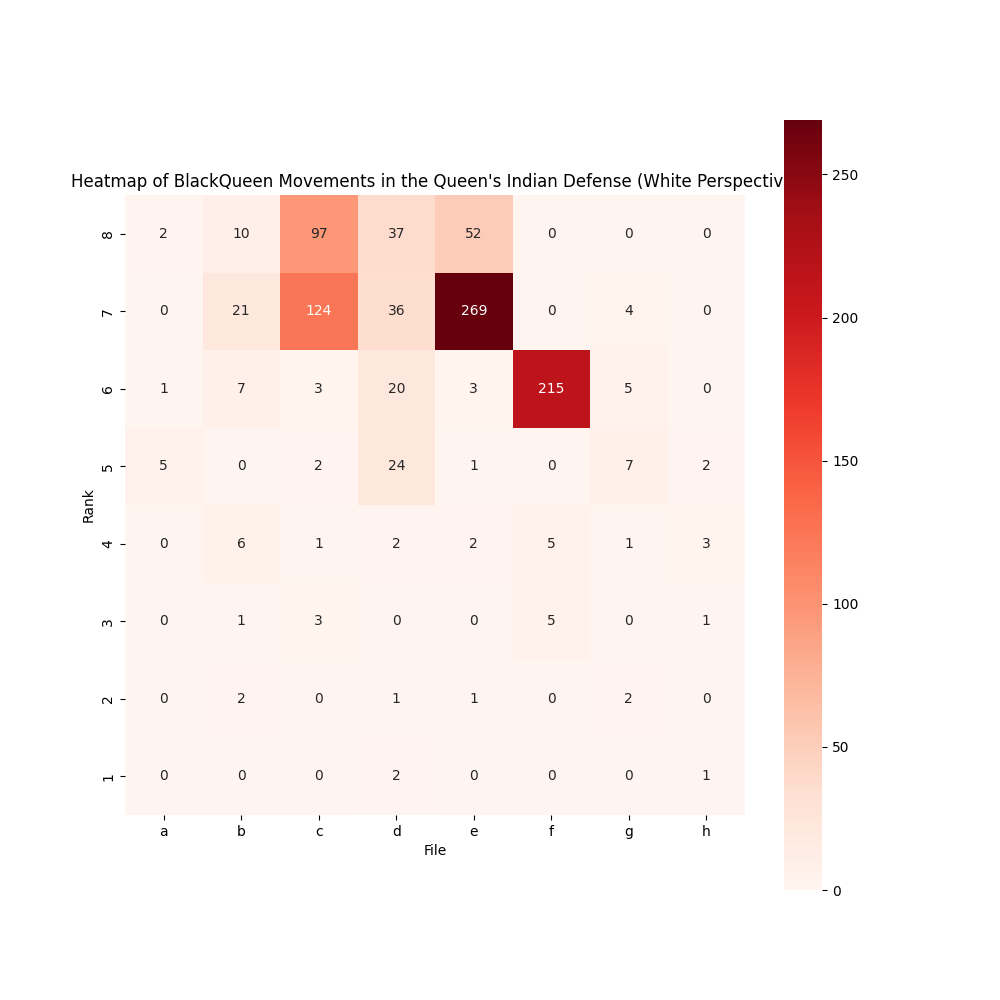 Heatmap of BlackQueen Movements in the Queen's Indian Defense (White Perspectiv
250
8 2 10 97 37 52 0 0 0
7 0 21 124 36 269 0 4 0
200
6 1 7 3 20 3 215 5 0
150
5 5 0 2 24 1 0 7 2
Rank
4 0 6 1 2 2 5 1 3
100
3 0 1 3 0 0 5 0 1
2 0 2 0 1 1 0 2 0
50
1 0 0 0 2 0 0 0 1
a b c d e f g h
File
0